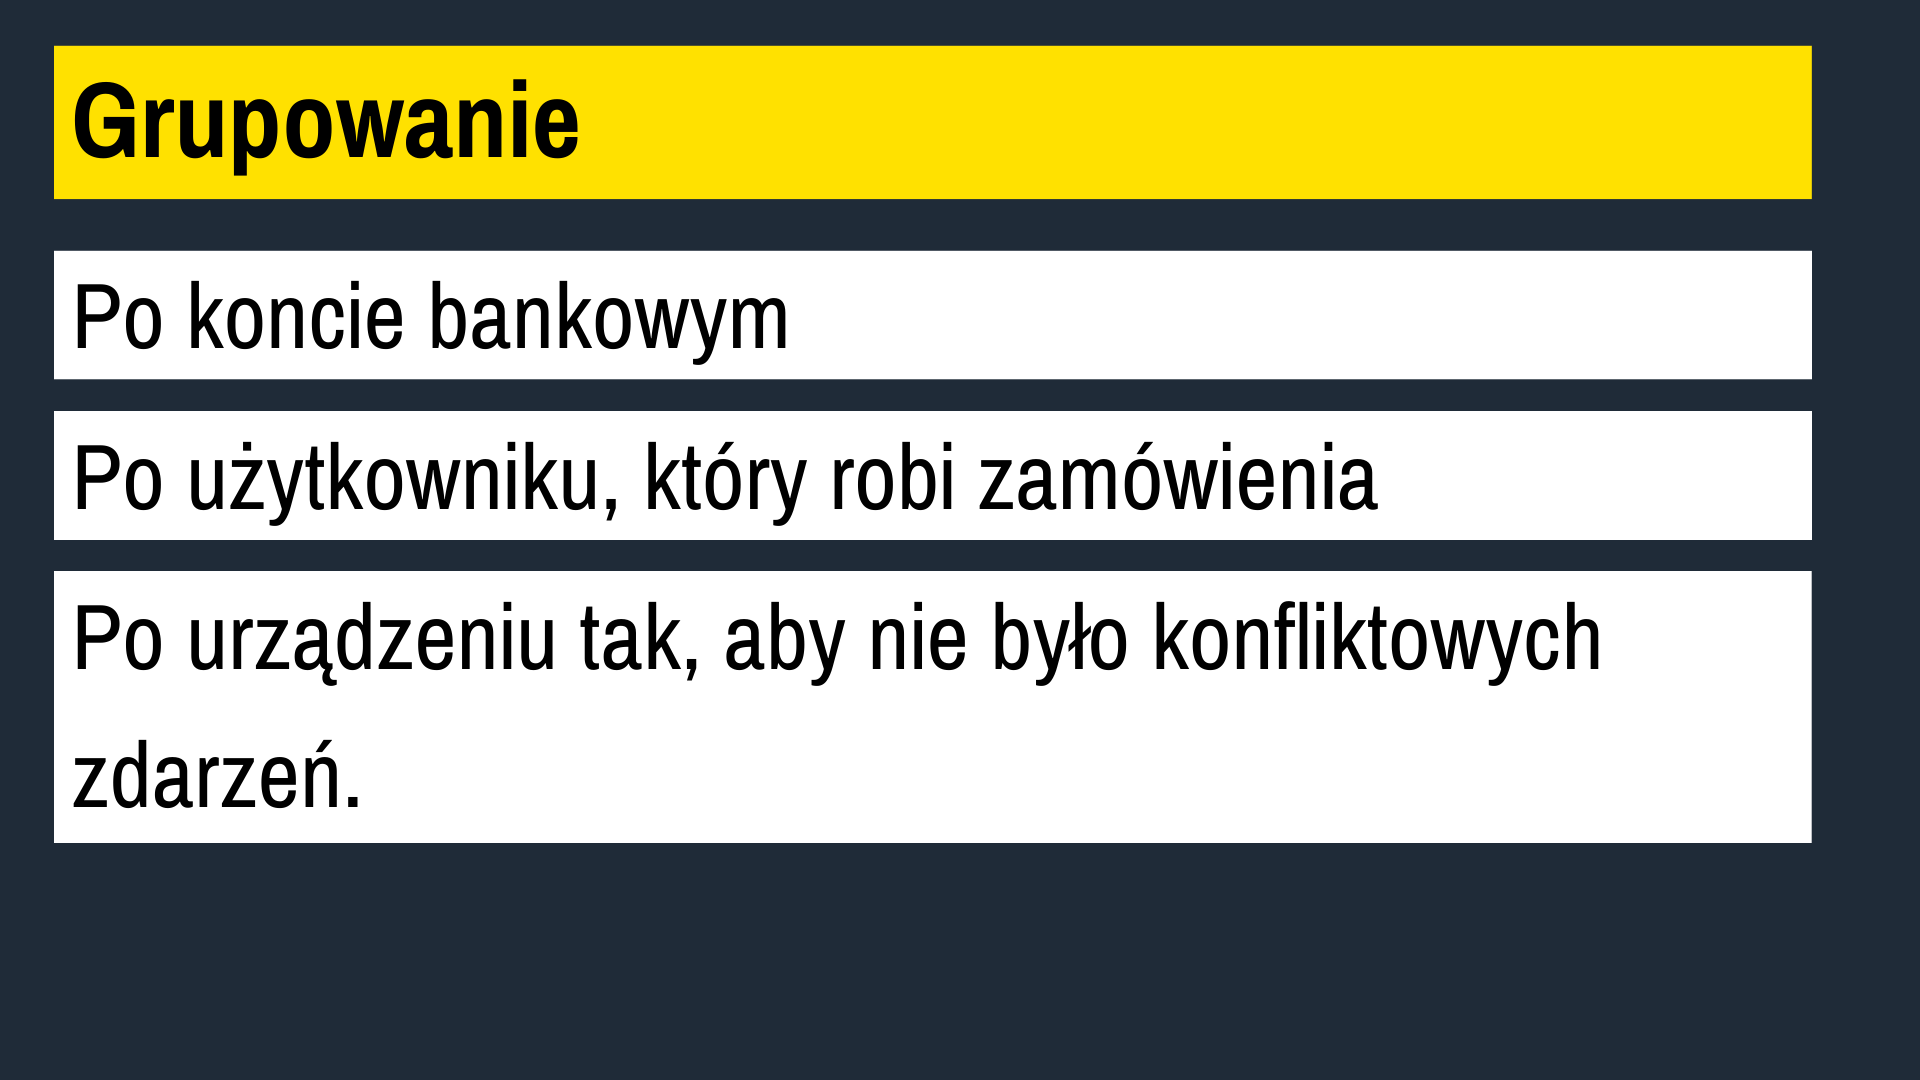 Grupowanie
Po koncie bankowym
Po użytkowniku, który robi zamówienia
Po urządzeniu tak, aby nie było konfliktowych
zdarzeń.